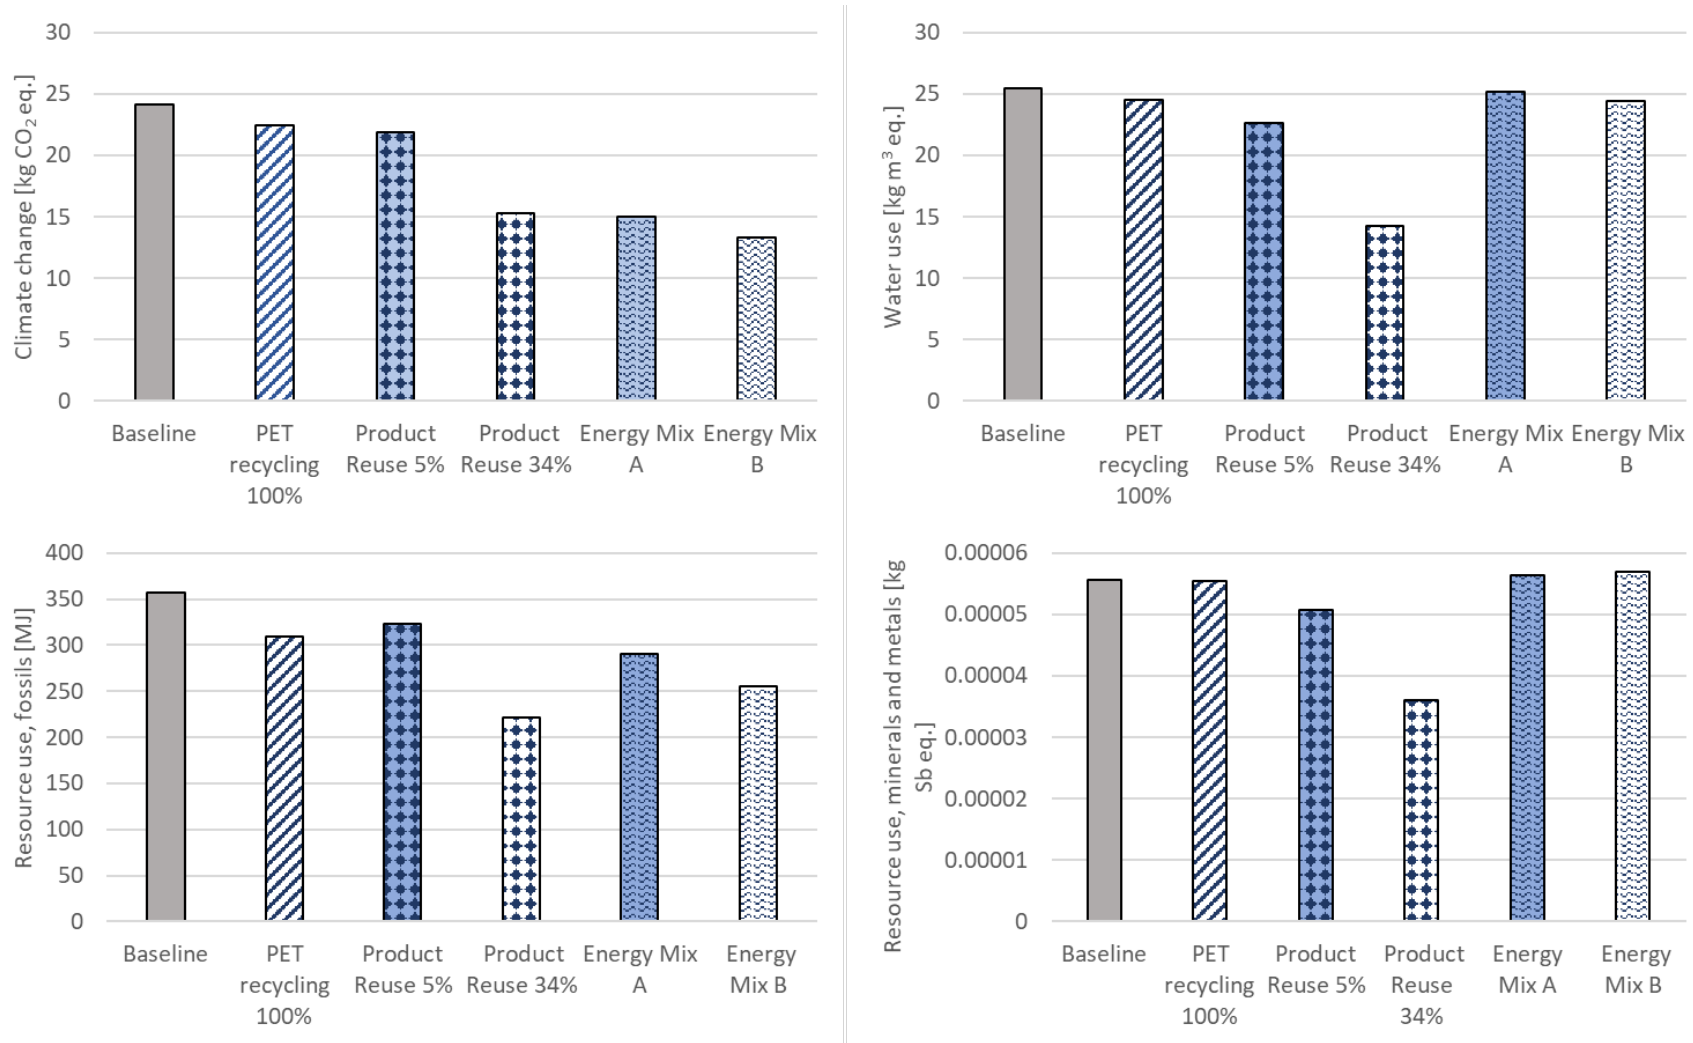 Climate change [kg CO₂ eq.]
30
25
20
15
10
5
0
Baseline
PET
recycling
100%
Product
Reuse 5%
Product
Reuse 34%
Energy Mix
A
Energy Mix
B
Water use [kg m³ eq.]
30
25
20
15
10
5
0
Baseline
PET
recycling
100%
Product
Reuse 5%
Product
Reuse 34%
Energy Mix
A
Energy Mix
B
Resource use, fossils [MJ]
400
350
300
250
200
150
100
50
0
Baseline
PET
recycling
100%
Product
Reuse 5%
Product
Reuse 34%
Energy Mix
A
Energy
Mix B
Resource use, minerals and metals [kg
Sb eq.]
0.00006
0.00005
0.00004
0.00003
0.00002
0.00001
0
Baseline
PET
recycling
100%
Product
Reuse 5%
Product
Reuse
34%
Energy
Mix A
Energy
Mix B